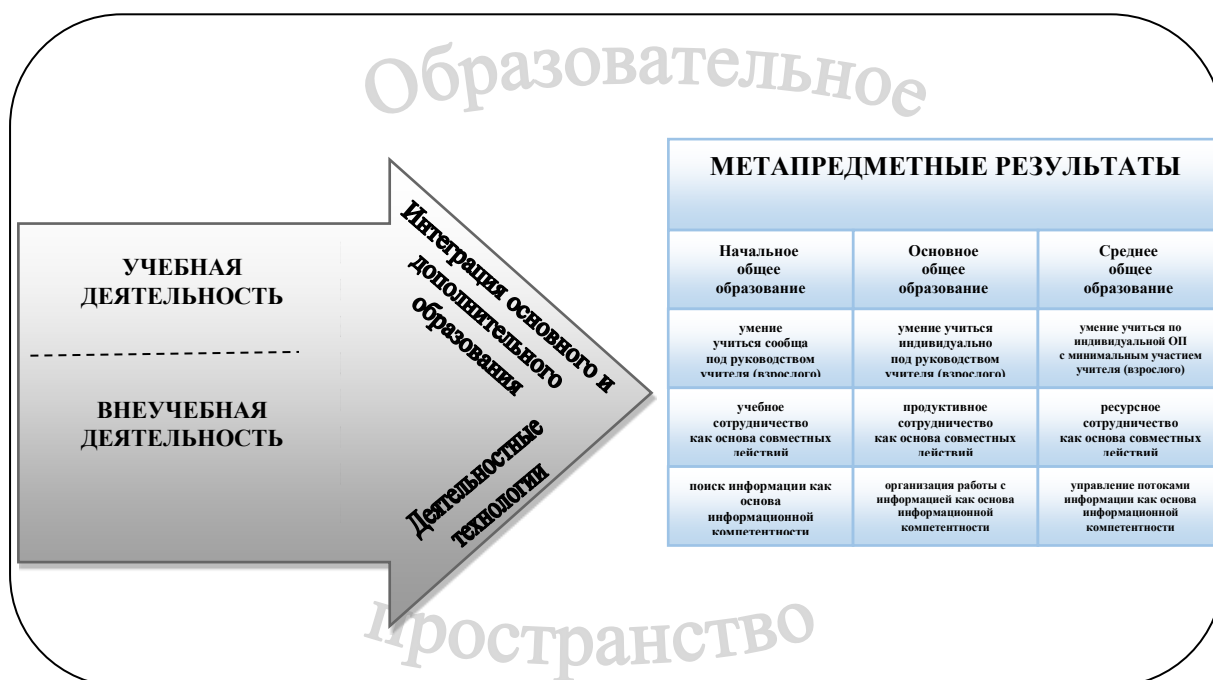 Образовательное
УЧЕБНАЯ
ДЕЯТЕЛЬНОСТЬ
ВНЕУЧЕБНАЯ
ДЕЯТЕЛЬНОСТЬ
Интеграция основного и
дополнительного
образования
Деятельностные
технологии
МЕТАПРЕДМЕТНЫЕ РЕЗУЛЬТАТЫ
Начальное
общее
образование
Основное
общее
образование
Среднее
общее
образование
умение
учиться сообща
под руководством
учителя (взрослого)
умение учиться
индивидуально
под руководством
учителя (взрослого)
умение учиться по
индивидуальной ОП
с минимальным участием
учителя (взрослого)
учебное
сотрудничество
как основа совместных
действий
продуктивное
сотрудничество
как основа совместных
действий
ресурсное
сотрудничество
как основа совместных
действий
поиск информации как
основа
информационной
компетентности
организация работы с
информацией как основа
информационной
компетентности
управление потоками
информации как основа
информационной
компетентности
пространство